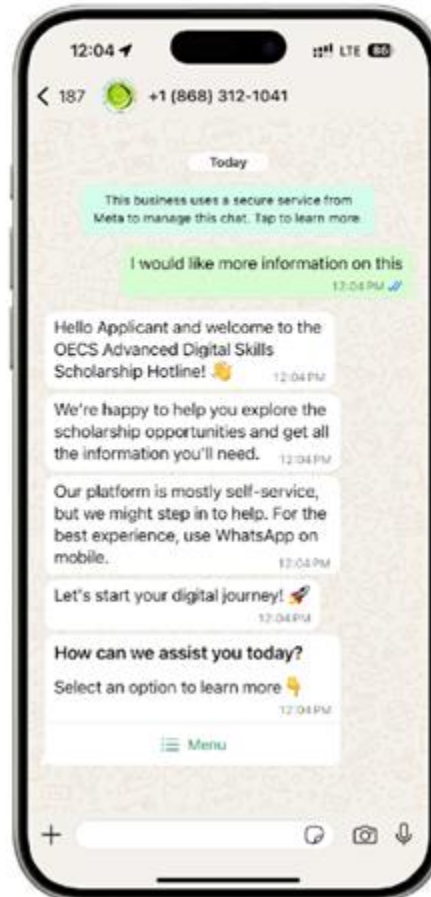 12:04
LTE 86
187
+1 (868) 312-1041
Today
This business uses a secure service from
Meta to manage this chat. Tap to learn more
I would like more information on this
12:04 PM
Hello Applicant and welcome to the
OECS Advanced Digital Skills
Scholarship Hotline! 👋
12:04 PM
We're happy to help you explore the
scholarship opportunities and get all
the information you'll need.
12:04 PM
Our platform is mostly self-service,
but we might step in to help. For the
best experience, use WhatsApp on
mobile.
12:04 PM
Let's start your digital journey! 🚀
12:04 PM
How can we assist you today?
Select an option to learn more 👇
12:04 PM
Menu